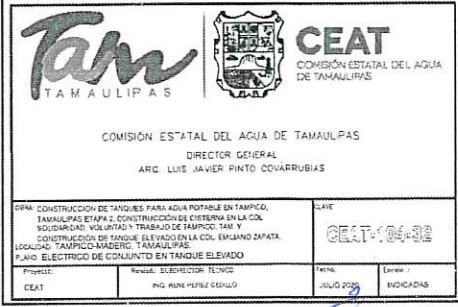 Tam
TAMAULIPAS
CEAT
COMISIÓN ESTATAL DEL AGUA
DE TAMAULIPAS
COMISIÓN ESTATAL DEL AGUA DE TAMAULIPAS
DIRECTOR GENERAL
ARQ. LUIS JAVIER PINTO COVARRUBIAS
OBRA: CONSTRUCCION DE TANQUES PARA AGUA POTABLE EN TAMPICO,
TAMAULIPAS ETAPA 2, CONSTRUCCIÓN DE CISTERNA EN LA COL
SOLIDARIDAD, VOLUNTAD Y TRABAJO DE TAMPICO, TAM. Y
CONSTRUCCIÓN DE TANQUE ELEVADO EN LA COL. EMILIANO ZAPATA.
LOCALIDAD: TAMPICO-MADERO, TAMAULIPAS.
PLANO: ELECTRICO DE CONJUNTO EN TANQUE ELEVADO
CLAVE
CEAT-104-32
Proyectó:
CEAT
Revisó: SUBDIRECTOR TÉCNICO
ING. RENE PEREZ CEDILLO
Fecha:
JULIO 2020
Escala:
INDICADAS